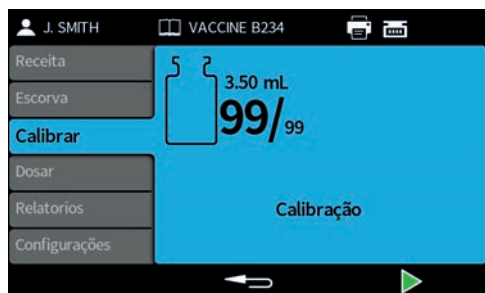 J. SMITH VACCINE B234
Receita
Escorva
Calibrar
Dosar
Relatorios
Configurações
3.50 mL
99/99
Calibração